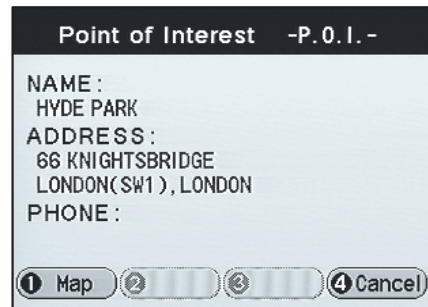 Point of Interest -P.O.I.-
NAME:
HYDE PARK
ADDRESS:
66 KNIGHTSBRIDGE
LONDON(SW1),LONDON
PHONE:
1 Map 2 3 4 Cancel